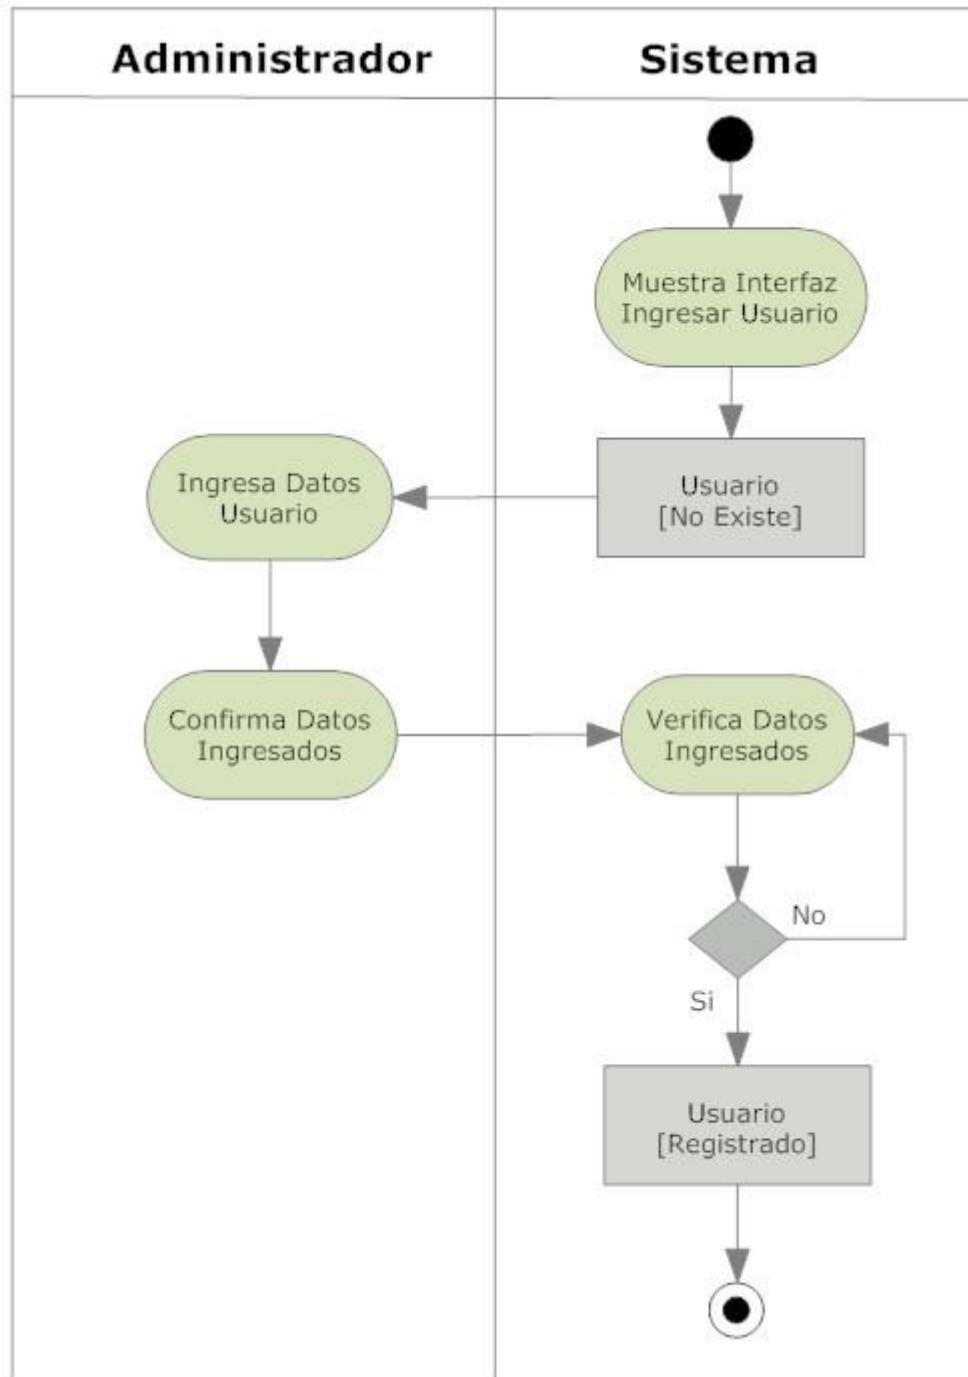 Administrador
Sistema
Muestra Interfaz
Ingresar Usuario
Ingresa Datos
Usuario
Usuario
[No Existe]
Confirma Datos
Ingresados
Verifica Datos
Ingresados
No
Si
Usuario
[Registrado]